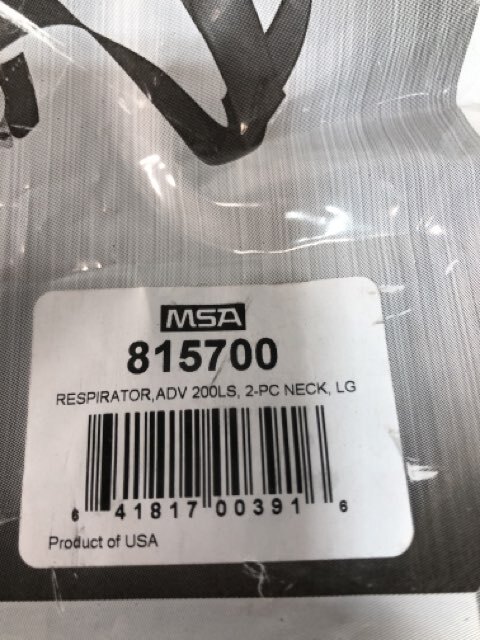 MSA
815700
RESPIRATOR,ADV 200LS, 2-PC NECK, LG
6 41817 00391 6
Product of USA